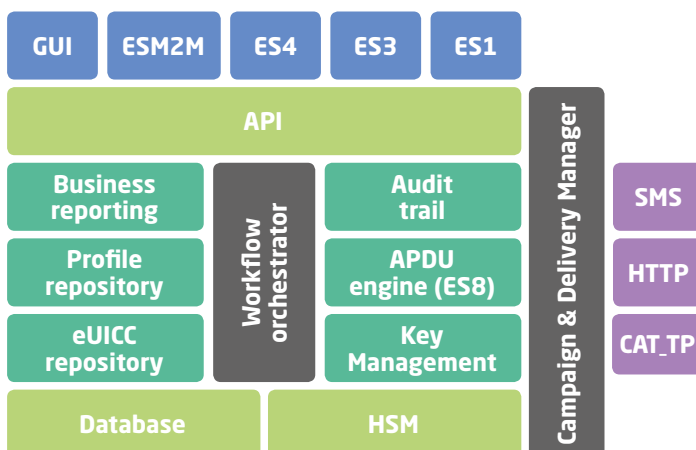 GUI
ESM2M
ES4
ES3
ES1
API
Business
reporting
Workflow
orchestrator
Audit
trail
Profile
repository
APDU
engine (ES8)
eUICC
repository
Key
Management
Database
HSM
Campaign & Delivery Manager
SMS
HTTP
CAT_TP